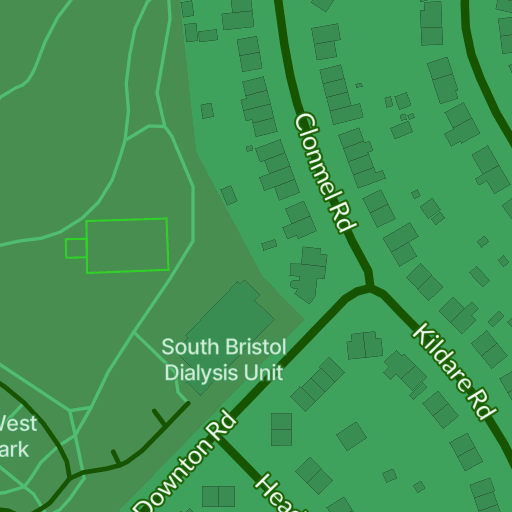 Clonmel Rd
South Bristol
Dialysis Unit
Kildare Rd
West
ark
Downton Rd
Head